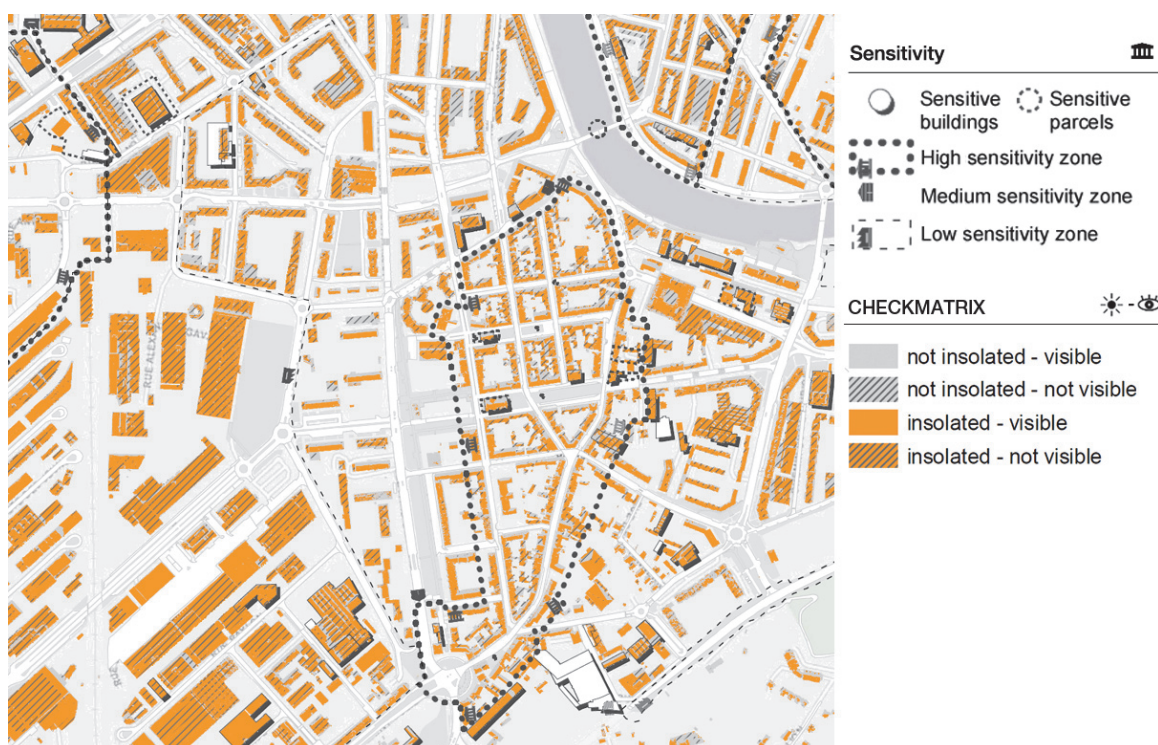 Sensitivity
Sensitive
buildings
Sensitive
parcels
High sensitivity zone
Medium sensitivity zone
Low sensitivity zone
CHECKMATRIX
not insolated - visible
not insolated - not visible
insolated - visible
insolated - not visible
RUE